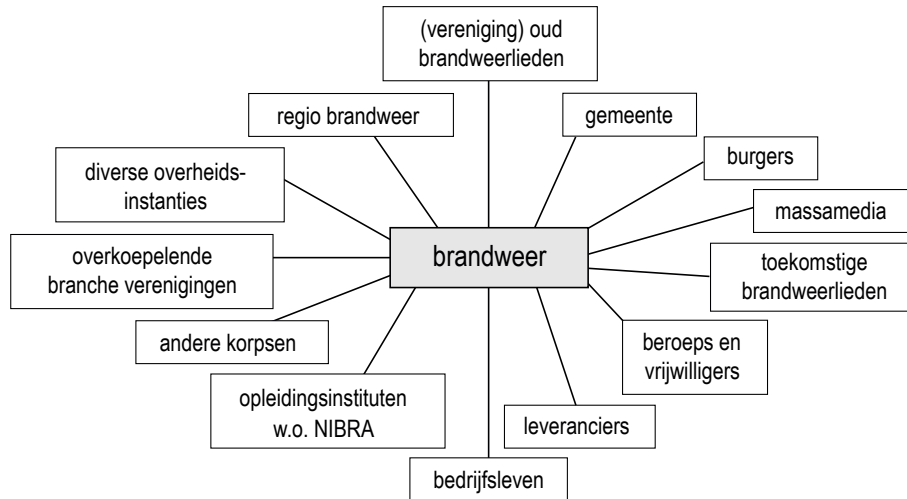 (vereniging) oud
brandweerlieden
regio brandweer
gemeente
burgers
diverse overheids-
instanties
massamedia
overkoepelende
branche verenigingen
brandweer
toekomstige
brandweerlieden
andere korpsen
beroeps en
vrijwilligers
opleidingsinstituten
w.o. NIBRA
leveranciers
bedrijfsleven